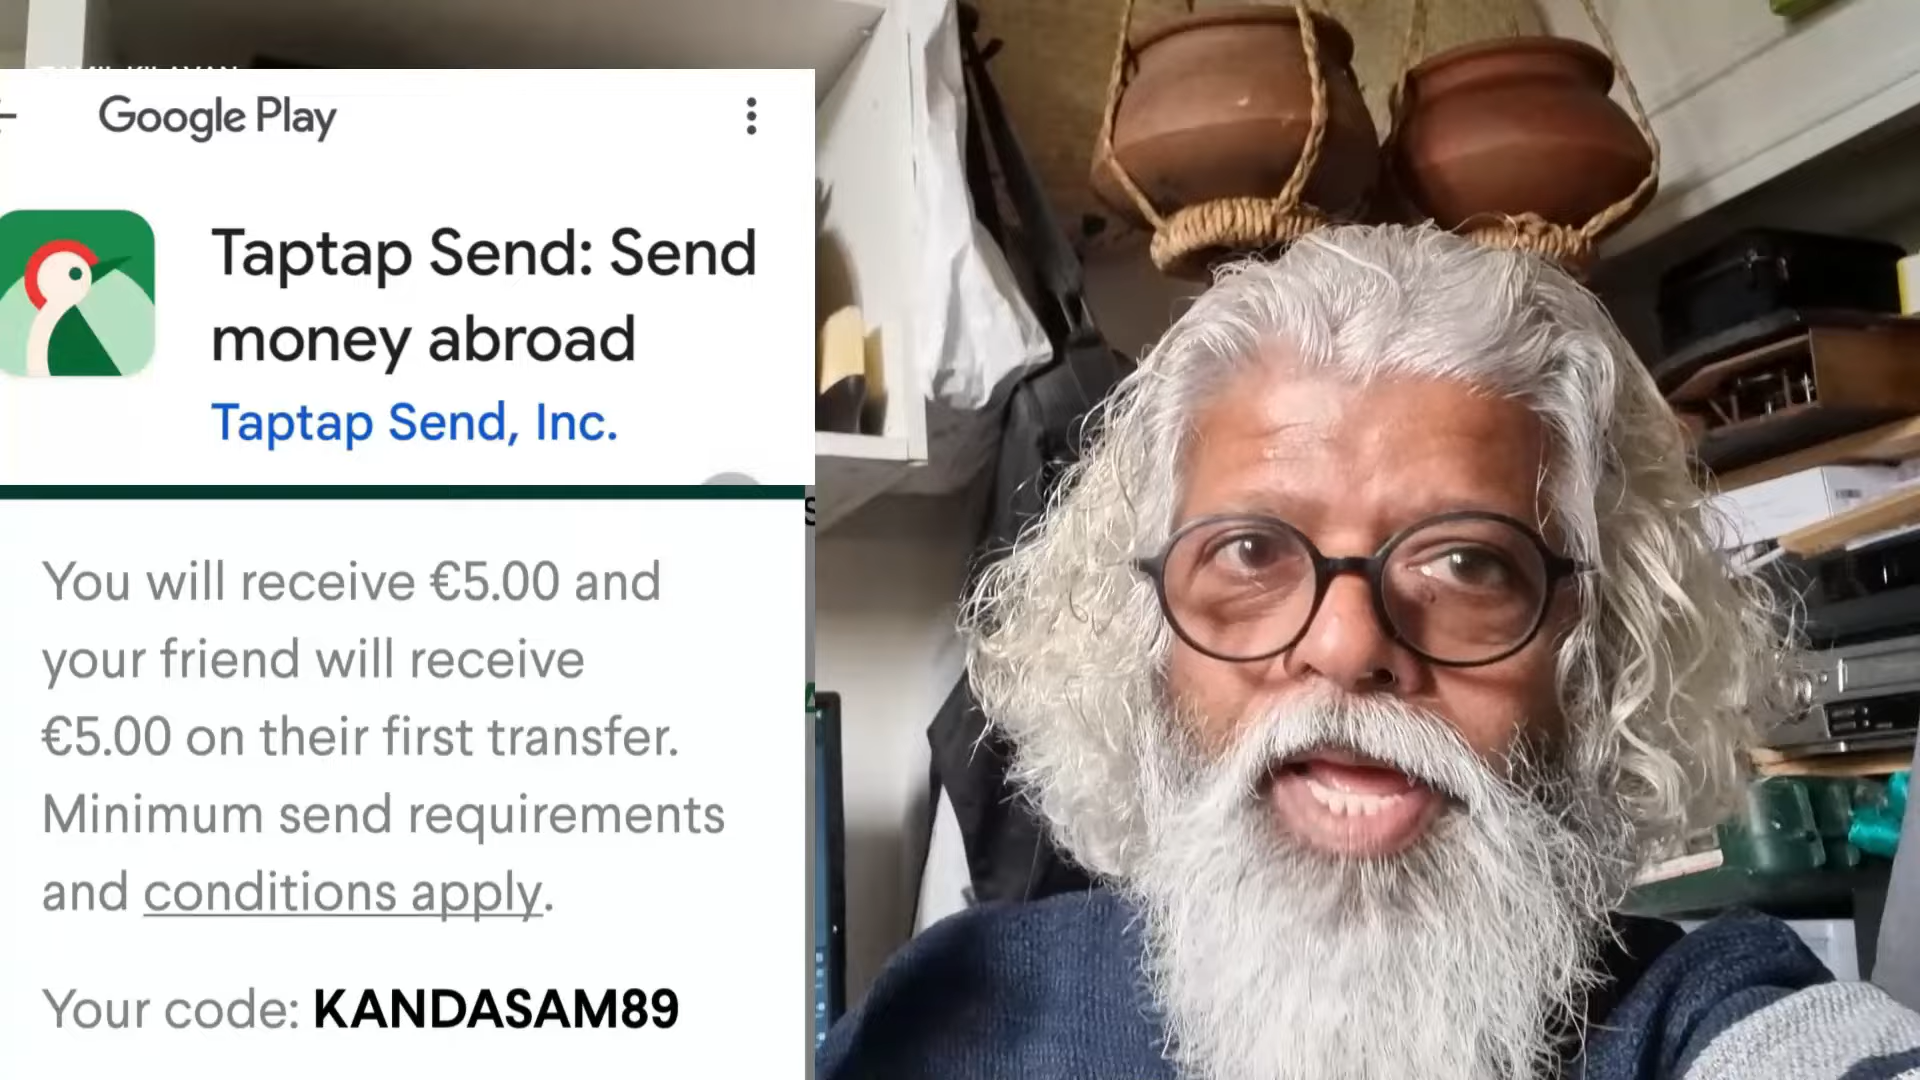 Google Play
Taptap Send: Send
money abroad
Taptap Send, Inc.
You will receive €5.00 and
your friend will receive
€5.00 on their first transfer.
Minimum send requirements
and conditions apply.
Your code: KANDASAM89